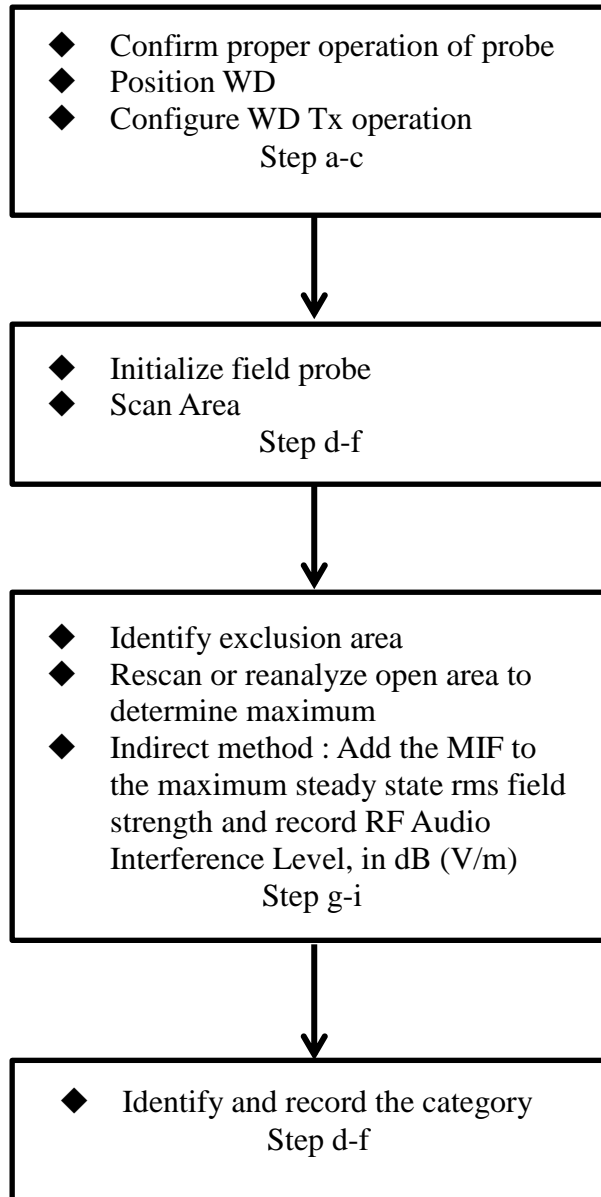 ◆ Confirm proper operation of probe
◆ Position WD
◆ Configure WD Tx operation
Step a-c
◆ Initialize field probe
◆ Scan Area
Step d-f
◆ Identify exclusion area
◆ Rescan or reanalyze open area to
determine maximum
◆ Indirect method : Add the MIF to
the maximum steady state rms field
strength and record RF Audio
Interference Level, in dB (V/m)
Step g-i
◆ Identify and record the category
Step d-f